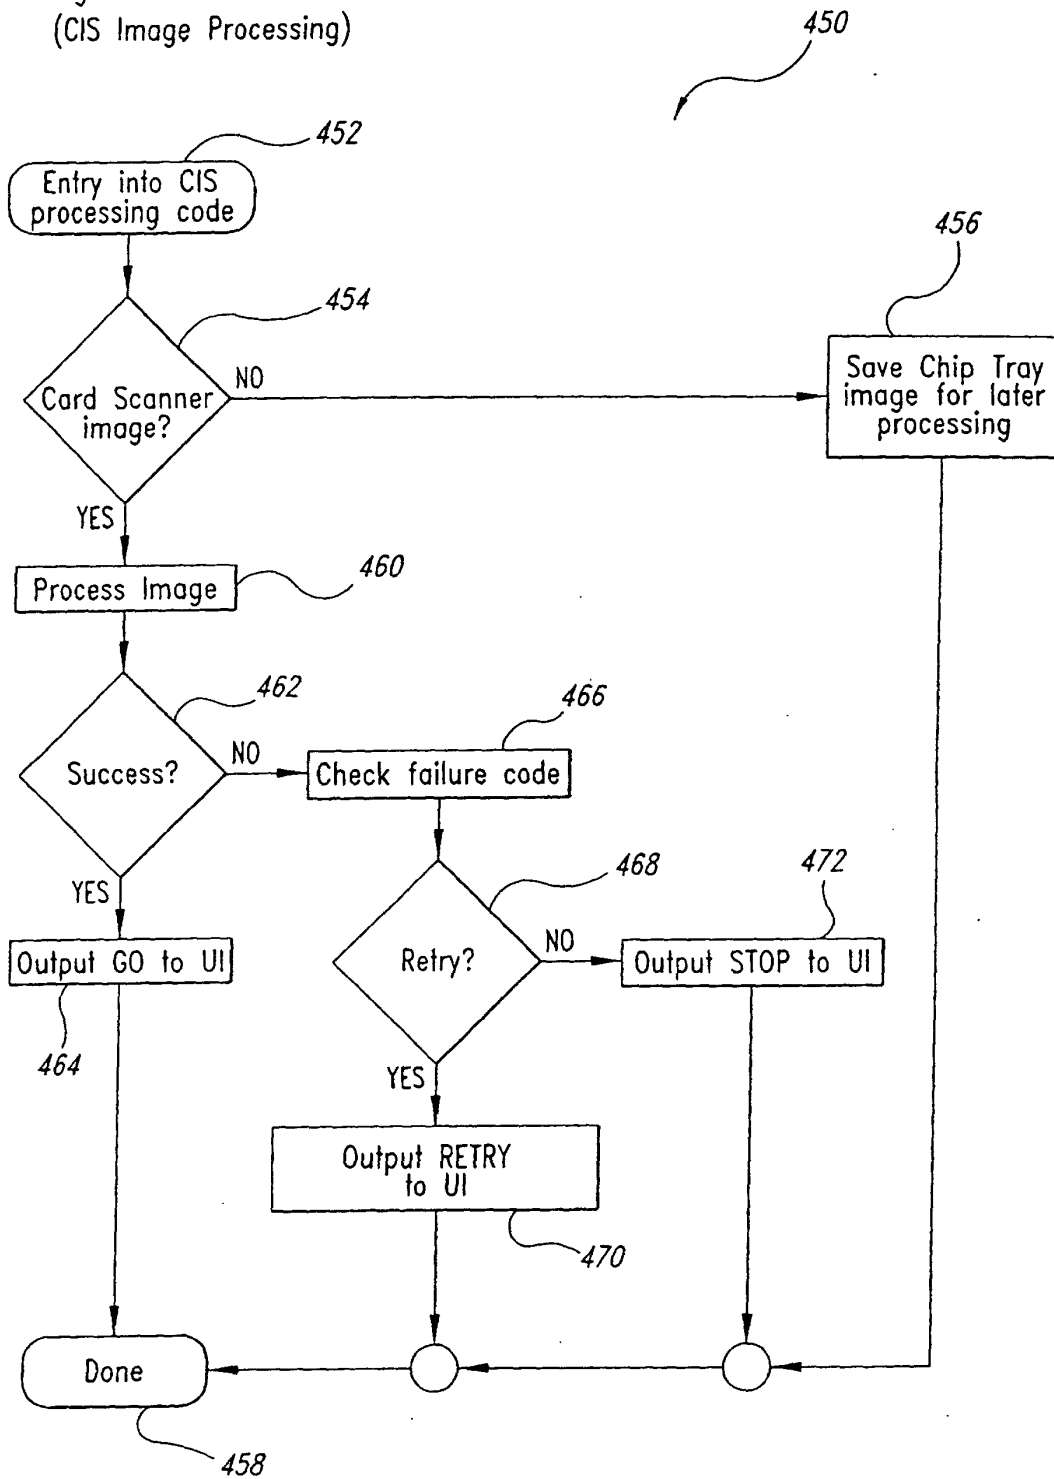 (CIS Image Processing)
450
452
Entry into CIS
processing code
454
456
Card Scanner
image?
NO
Save Chip Tray
image for later
processing
YES
460
Process Image
462
466
Success?
NO
Check failure code
YES
468
472
Output GO to UI
464
Retry?
NO
Output STOP to UI
YES
Output RETRY
to UI
470
Done
458